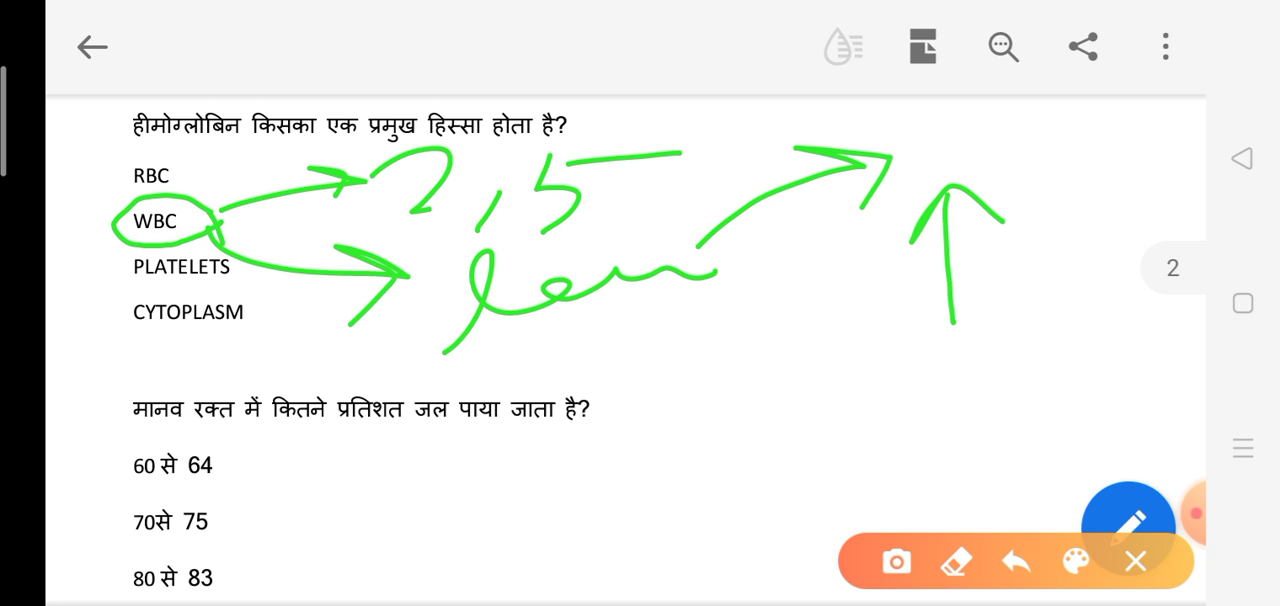 हीमोग्लोबिन किसका एक प्रमुख हिस्सा होता है?
RBC
WBC
PLATELETS
CYTOPLASM
2
मानव रक्त में कितने प्रतिशत जल पाया जाता है?
60 से 64
70से 75
80 से 83